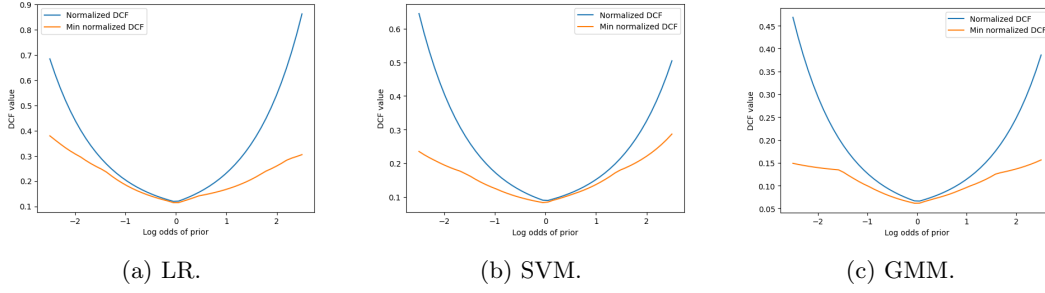 Normalized DCF
Min normalized DCF
0.9
0.8
0.7
0.6
0.5
0.4
0.3
0.2
0.1
DCF value
−2
−1
0
1
2
Log odds of prior
(a) LR.
Normalized DCF
Min normalized DCF
0.6
0.5
0.4
0.3
0.2
0.1
DCF value
−2
−1
0
1
2
Log odds of prior
(b) SVM.
Normalized DCF
Min normalized DCF
0.45
0.40
0.35
0.30
0.25
0.20
0.15
0.10
0.05
DCF value
−2
−1
0
1
2
Log odds of prior
(c) GMM.